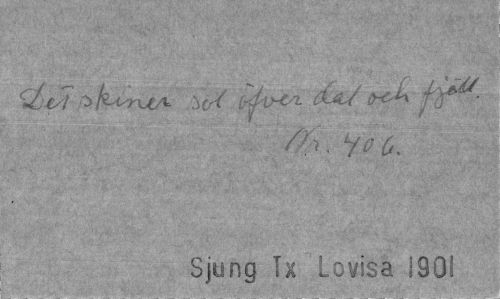 Det skiner sol öfver dal och fjäll.
Nr. 406.
Sjung Tx Lovisa 1901